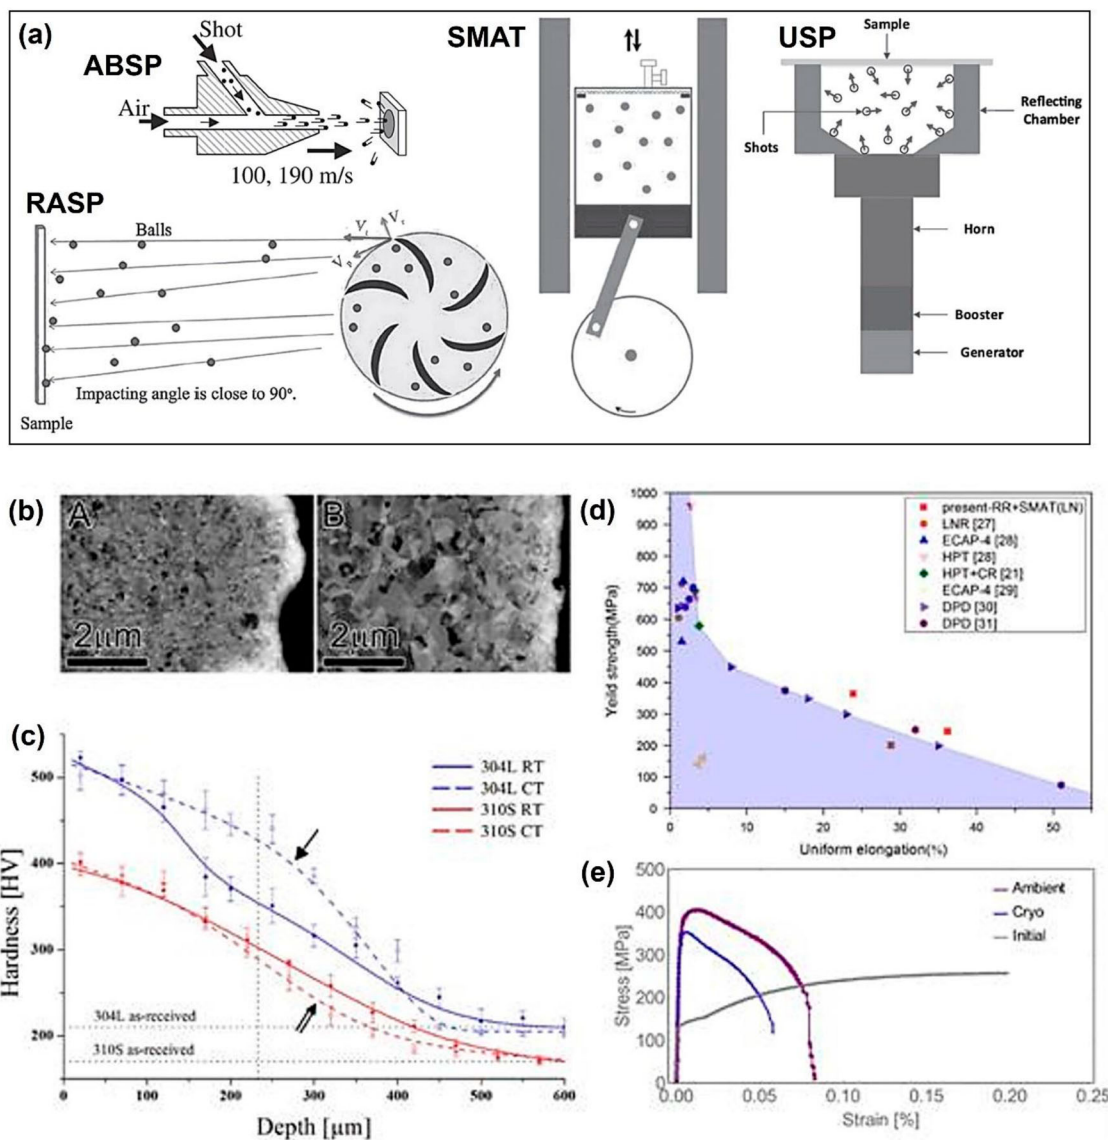 (a)
ABSP
Shot
Air
100, 190 m/s
SMAT
USP
Sample
Reflecting
Chamber
Shots
Horn
Booster
Generator
RASP
Balls
Impacting angle is close to 90°.
Sample
(b)
A
2μm
B
2μm
(c)
Hardness [HV]
500
400
300
200
304L RT
304L CT
310S RT
310S CT
304L as-received
310S as-received
0 100 200 300 400 500 600
Depth [μm]
(d)
Yeild strength(MPa)
1000
900
800
700
600
500
400
300
200
100
0
present-RR+SMAT(LN)
LNR [27]
ECAP-4 [28]
HPT [28]
HPT+CR [21]
ECAP-4 [29]
DPD [30]
DPD [31]
0 10 20 30 40 50
Uniform elongation(%)
(e)
Stress [MPa]
500
400
300
200
100
0
Ambient
Cryo
Initial
0.00 0.05 0.10 0.15 0.20 0.25
Strain [%]